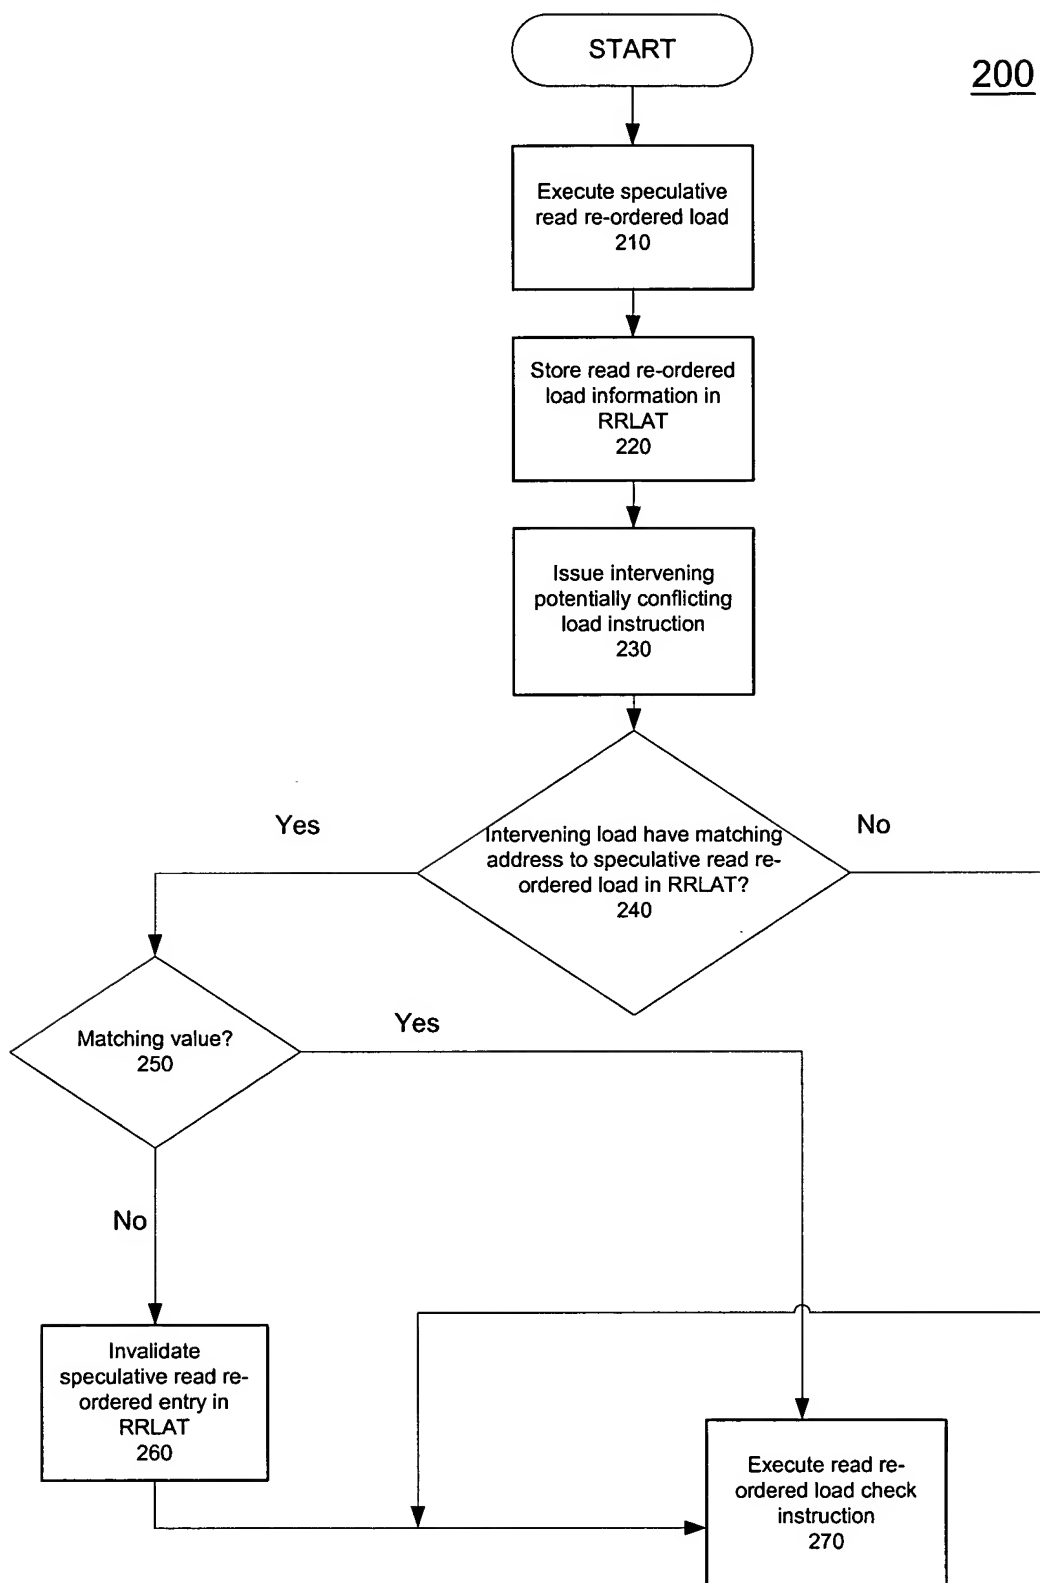 START
200
Execute speculative
read re-ordered load
210
Store read re-ordered
load information in
RRLAT
220
Issue intervening
potentially conflicting
load instruction
230
Yes
No
Intervening load have matching
address to speculative read re-
ordered load in RRLAT?
240
Matching value?
250
Yes
No
Invalidate
speculative read re-
ordered entry in
RRLAT
260
Execute read re-
ordered load check
instruction
270